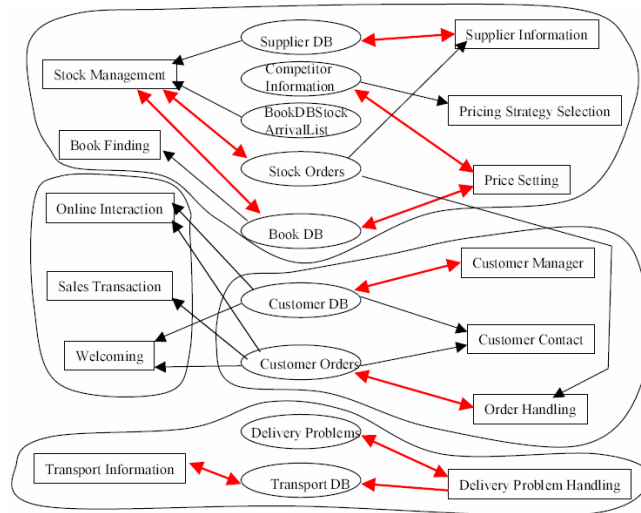 Supplier DB
Supplier Information
Stock Management
Competitor
Information
BookDBStock
ArrivalList
Pricing Strategy Selection
Book Finding
Stock Orders
Price Setting
Online Interaction
Book DB
Customer Manager
Sales Transaction
Customer DB
Customer Contact
Welcoming
Customer Orders
Order Handling
Delivery Problems
Transport Information
Transport DB
Delivery Problem Handling